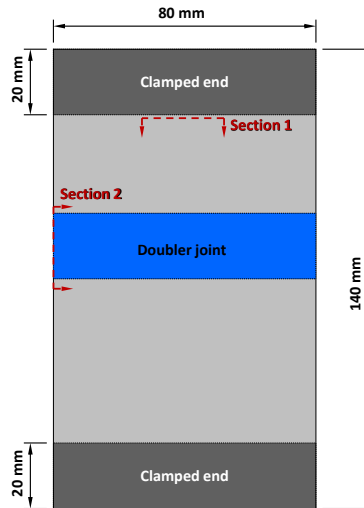 80 mm
20 mm
Clamped end
Section 1
Section 2
Doubler joint
140 mm
20 mm
Clamped end